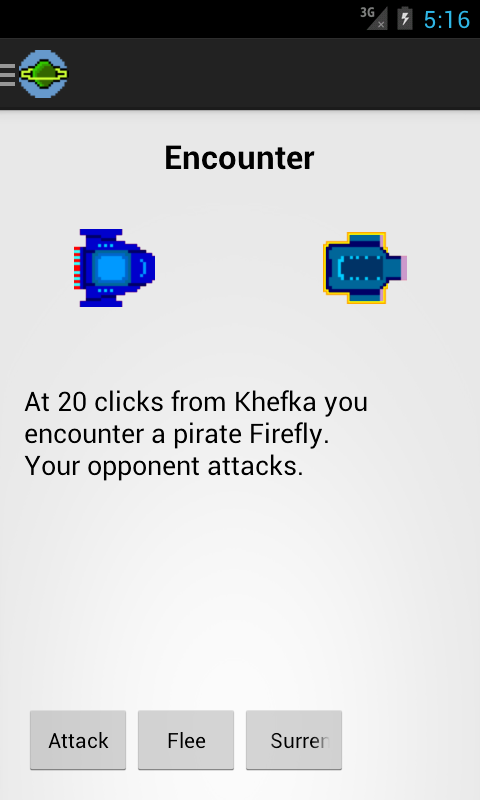 3G
5:16
Encounter
At 20 clicks from Khefka you
encounter a pirate Firefly.
Your opponent attacks.
Attack
Flee
Surren